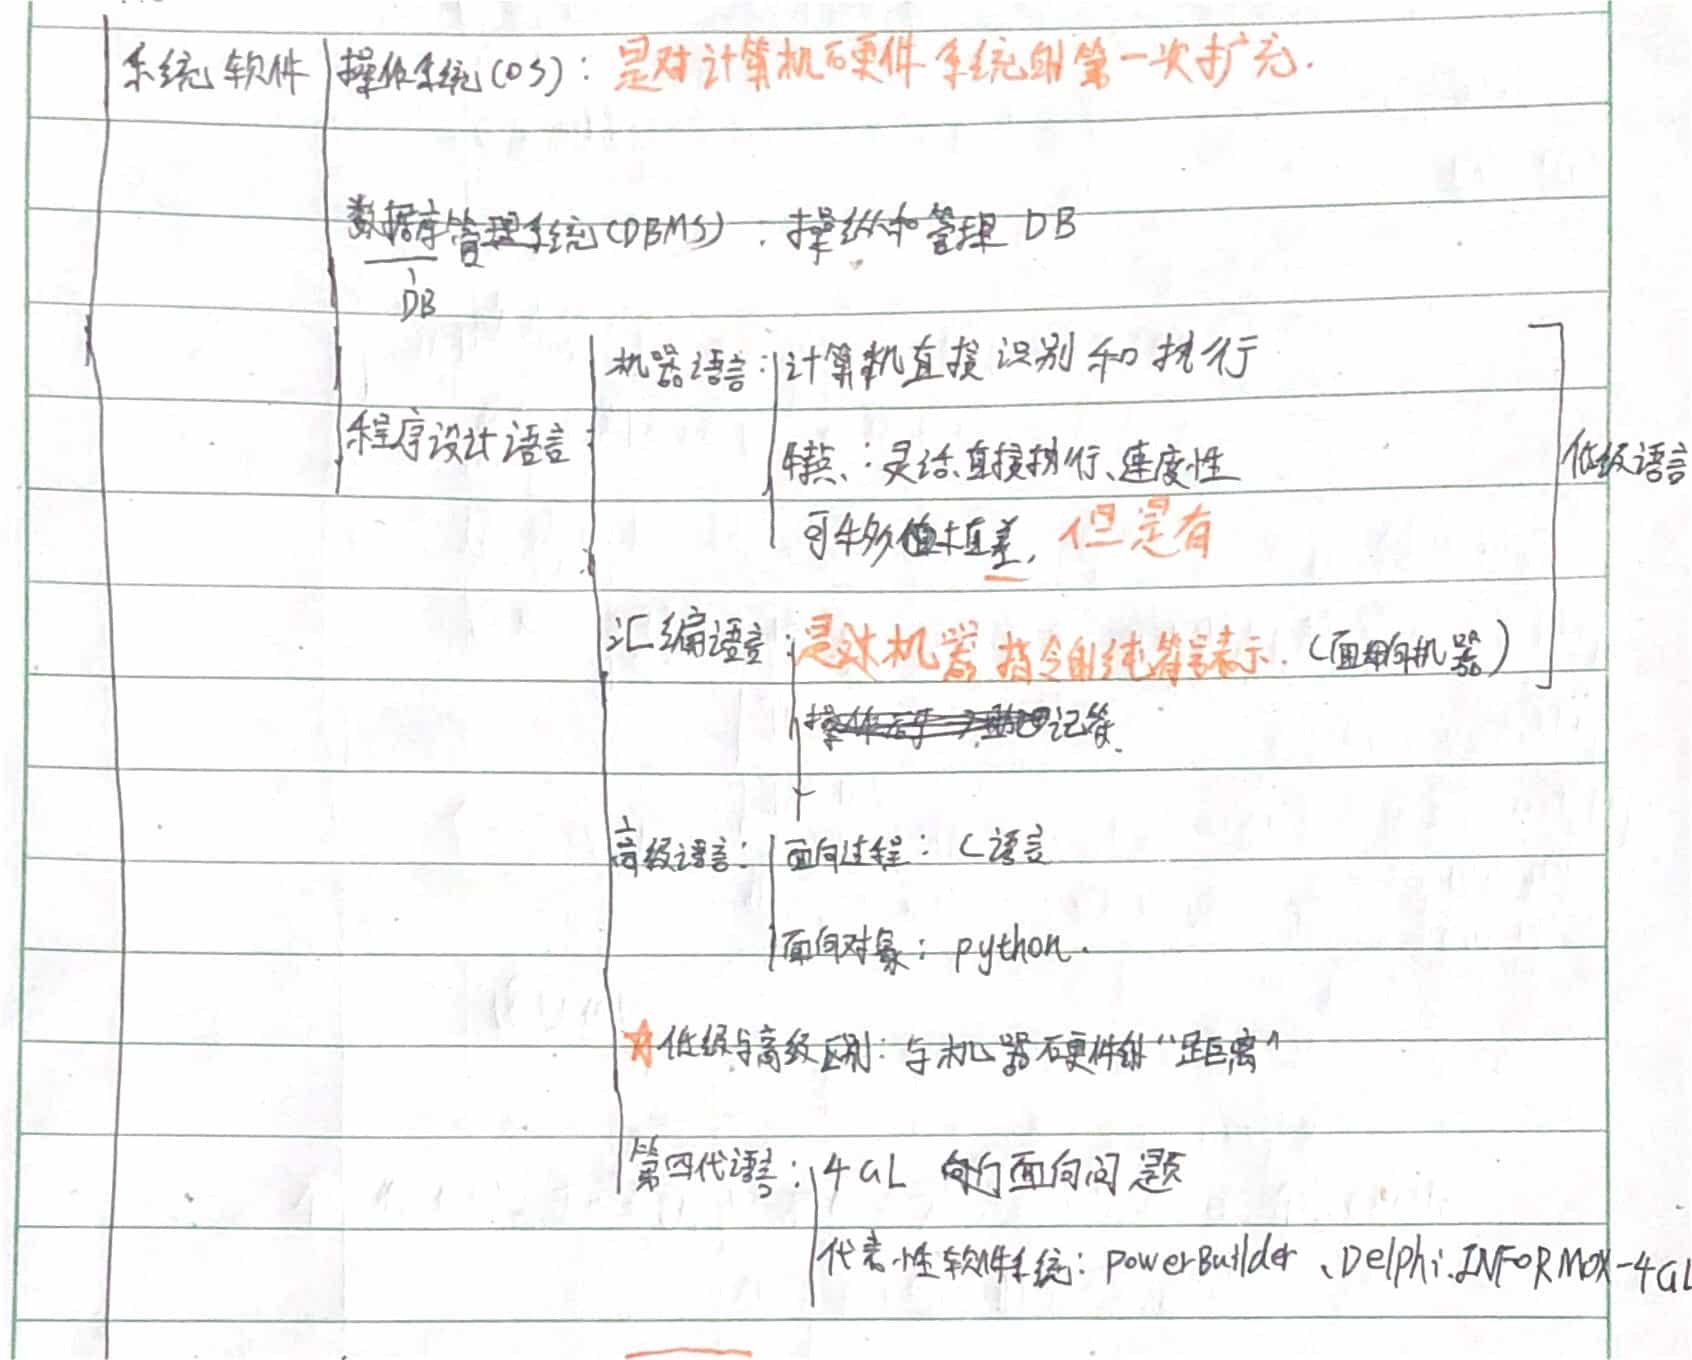 系统软件 操作系统(OS): 是对计算机硬件系统的第一次扩充.
数据库管理系统(DBMS): 操纵和管理 DB
DB
机器语言: 计算机直接识别和执行
程序设计语言
特点: 灵活、直接执行、速度性
低级语言
可移植性差, 但是有
汇编语言: 是对机器指令的纯符号表示. (面向机器)
记符.
高级语言: 面向过程: C语言
面向对象: python.
☆低级与高级区别: 与机器硬件的“距离”
第四代语言: 4GL 面向问题
代表性软件系统: PowerBuilder、Delphi.INFORMOX-4GL